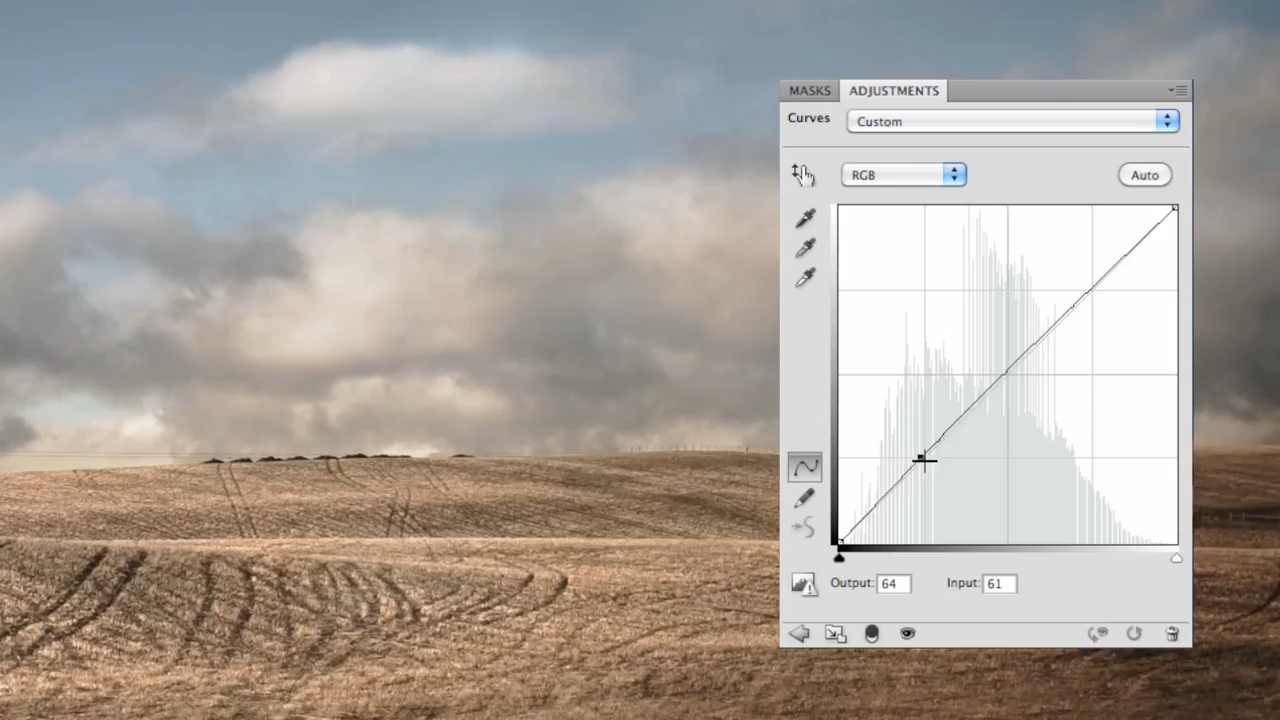 MASKS ADJUSTMENTS
Curves Custom
RGB Auto
Output: 64 Input: 61